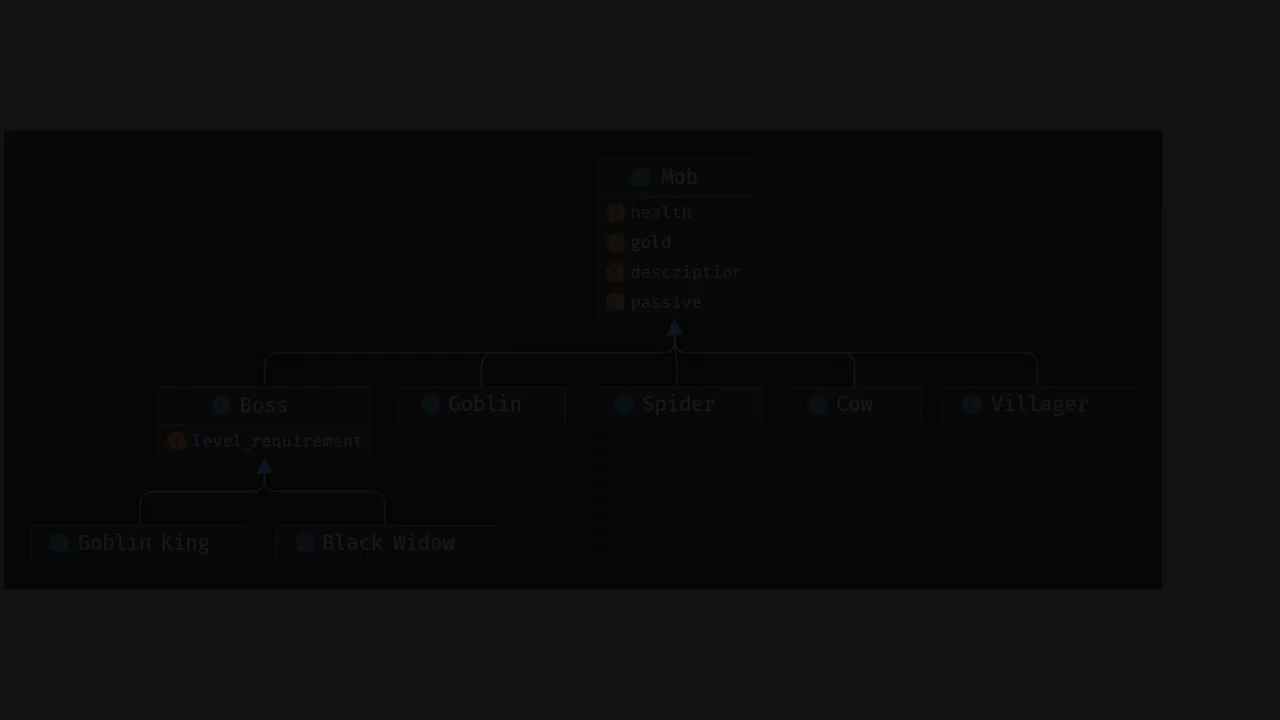 Mob
health
gold
description
passive
Boss
level_requirement
Goblin
Spider
Cow
Villager
Goblin King
Black Widow